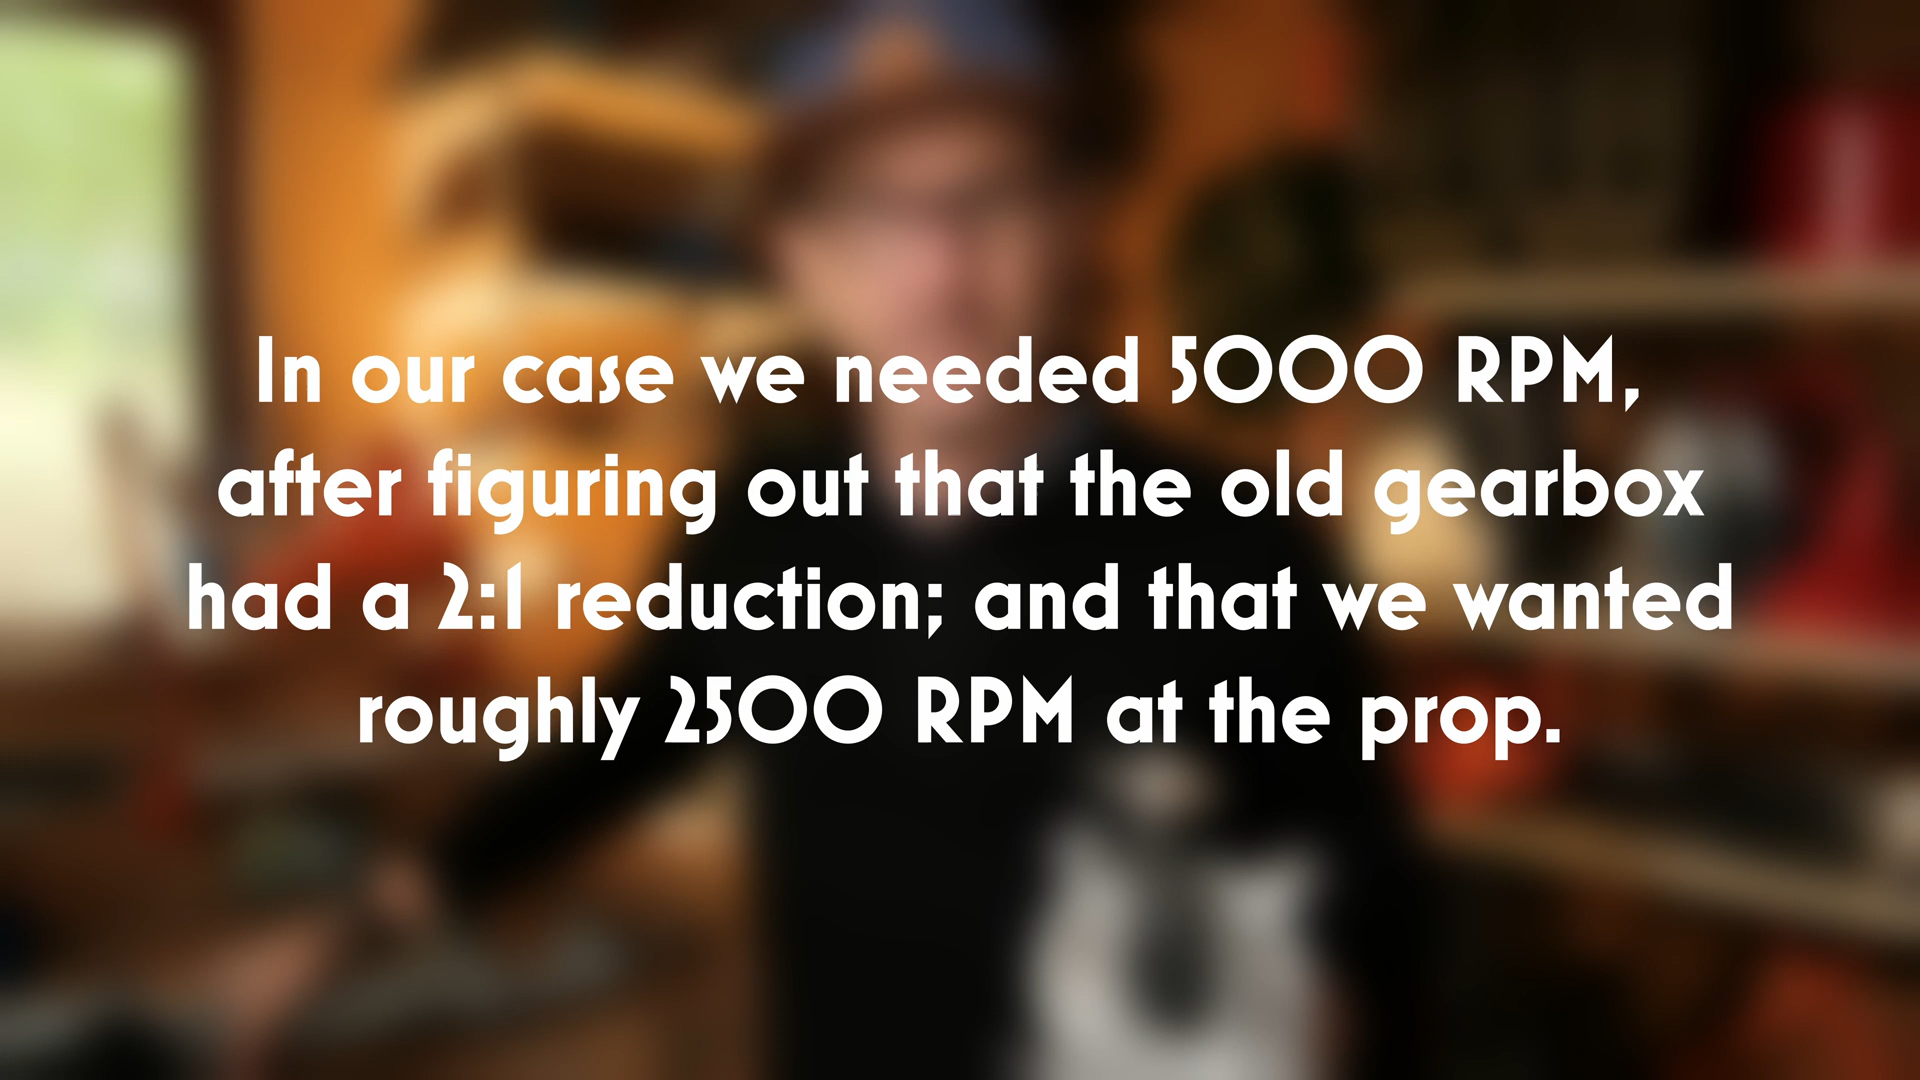 In our case we needed 5000 RPM,
after figuring out that the old gearbox
had a 2:1 reduction; and that we wanted
roughly 2500 RPM at the prop.